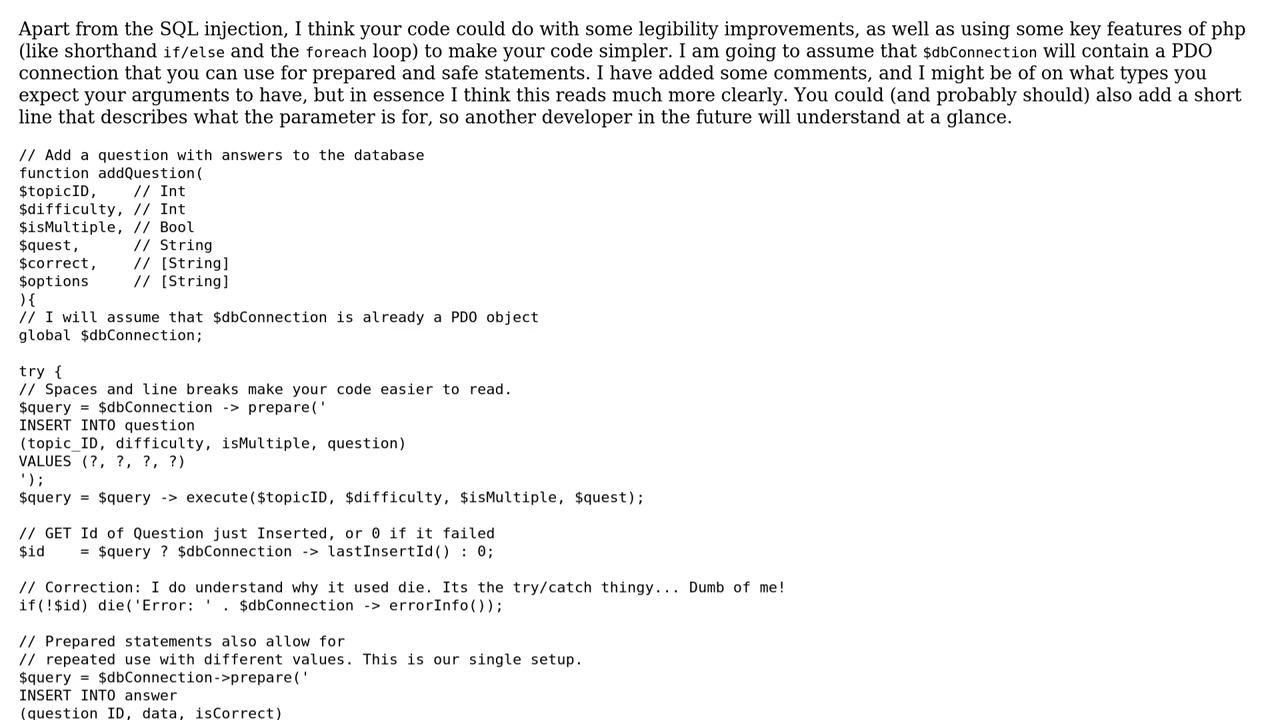 Apart from the SQL injection, I think your code could do with some legibility improvements, as well as using some key features of php
(like shorthand if/else and the foreach loop) to make your code simpler. I am going to assume that $dbConnection will contain a PDO
connection that you can use for prepared and safe statements. I have added some comments, and I might be of on what types you
expect your arguments to have, but in essence I think this reads much more clearly. You could (and probably should) also add a short
line that describes what the parameter is for, so another developer in the future will understand at a glance.
// Add a question with answers to the database
function addQuestion(
$topicID,    // Int
$difficulty, // Int
$isMultiple, // Bool
$quest,      // String
$correct,    // [String]
$options     // [String]
){
// I will assume that $dbConnection is already a PDO object
global $dbConnection;
try {
// Spaces and line breaks make your code easier to read.
$query = $dbConnection -> prepare('
INSERT INTO question
(topic_ID, difficulty, isMultiple, question)
VALUES (?, ?, ?, ?)
');
$query = $query -> execute($topicID, $difficulty, $isMultiple, $quest);
// GET Id of Question just Inserted, or 0 if it failed
$id    = $query ? $dbConnection -> lastInsertId() : 0;
// Correction: I do understand why it used die. Its the try/catch thingy... Dumb of me!
if(!$id) die('Error: ' . $dbConnection -> errorInfo());
// Prepared statements also allow for
// repeated use with different values. This is our single setup.
$query = $dbConnection->prepare('
INSERT INTO answer
(question_ID, data, isCorrect)